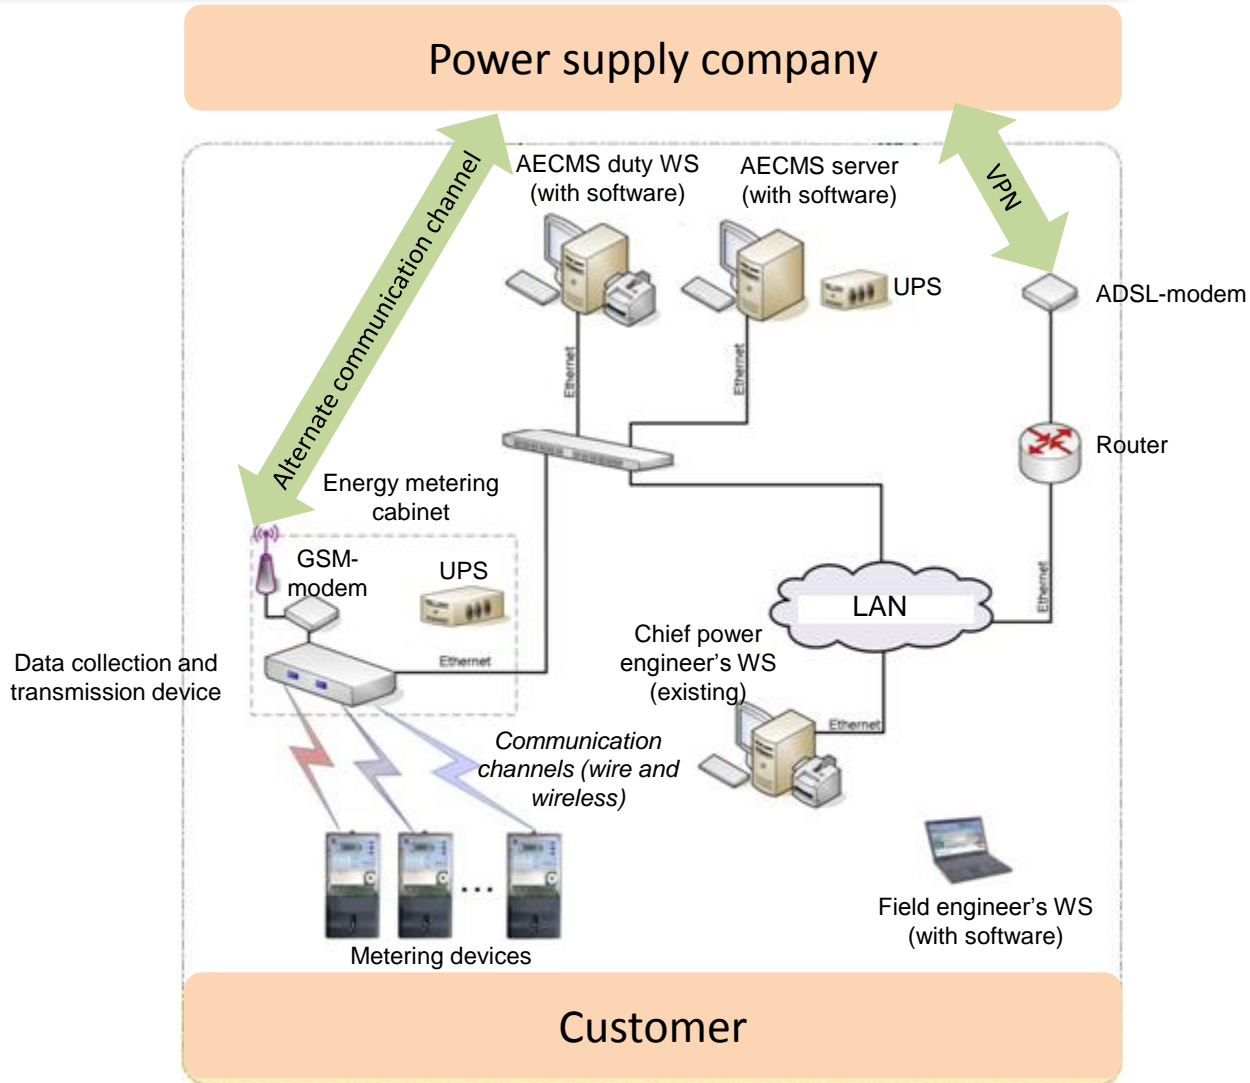 Power supply company
Alternate communication channel
VPN
AECMS duty WS
(with software)
AECMS server
(with software)
UPS
ADSL-modem
Ethernet
Ethernet
Router
Energy metering
cabinet
GSM-
modem
UPS
Ethernet
LAN
Ethernet
Data collection and
transmission device
Ethernet
Chief power
engineer's WS
(existing)
Ethernet
Communication
channels (wire and
wireless)
...
Metering devices
Field engineer's WS
(with software)
Customer